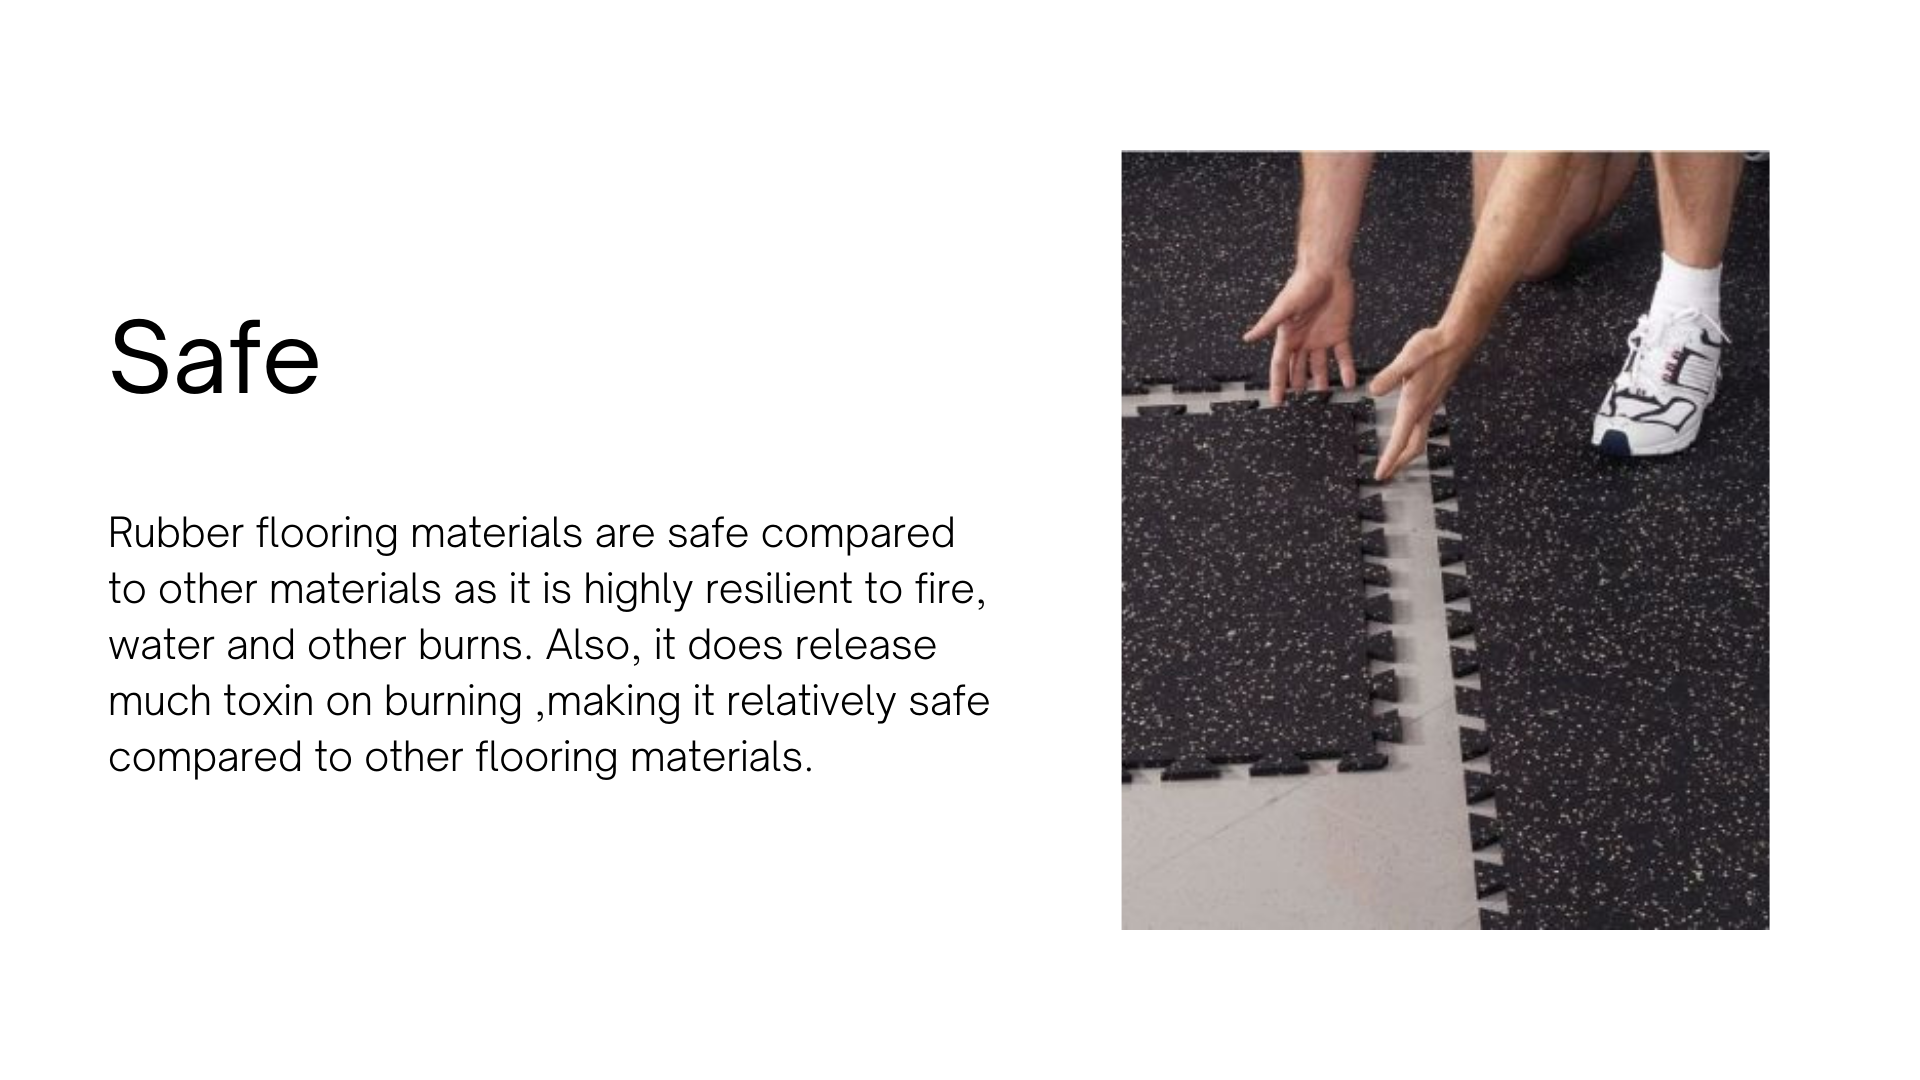 Safe
Rubber flooring materials are safe compared
to other materials as it is highly resilient to fire,
water and other burns. Also, it does release
much toxin on burning ,making it relatively safe
compared to other flooring materials.